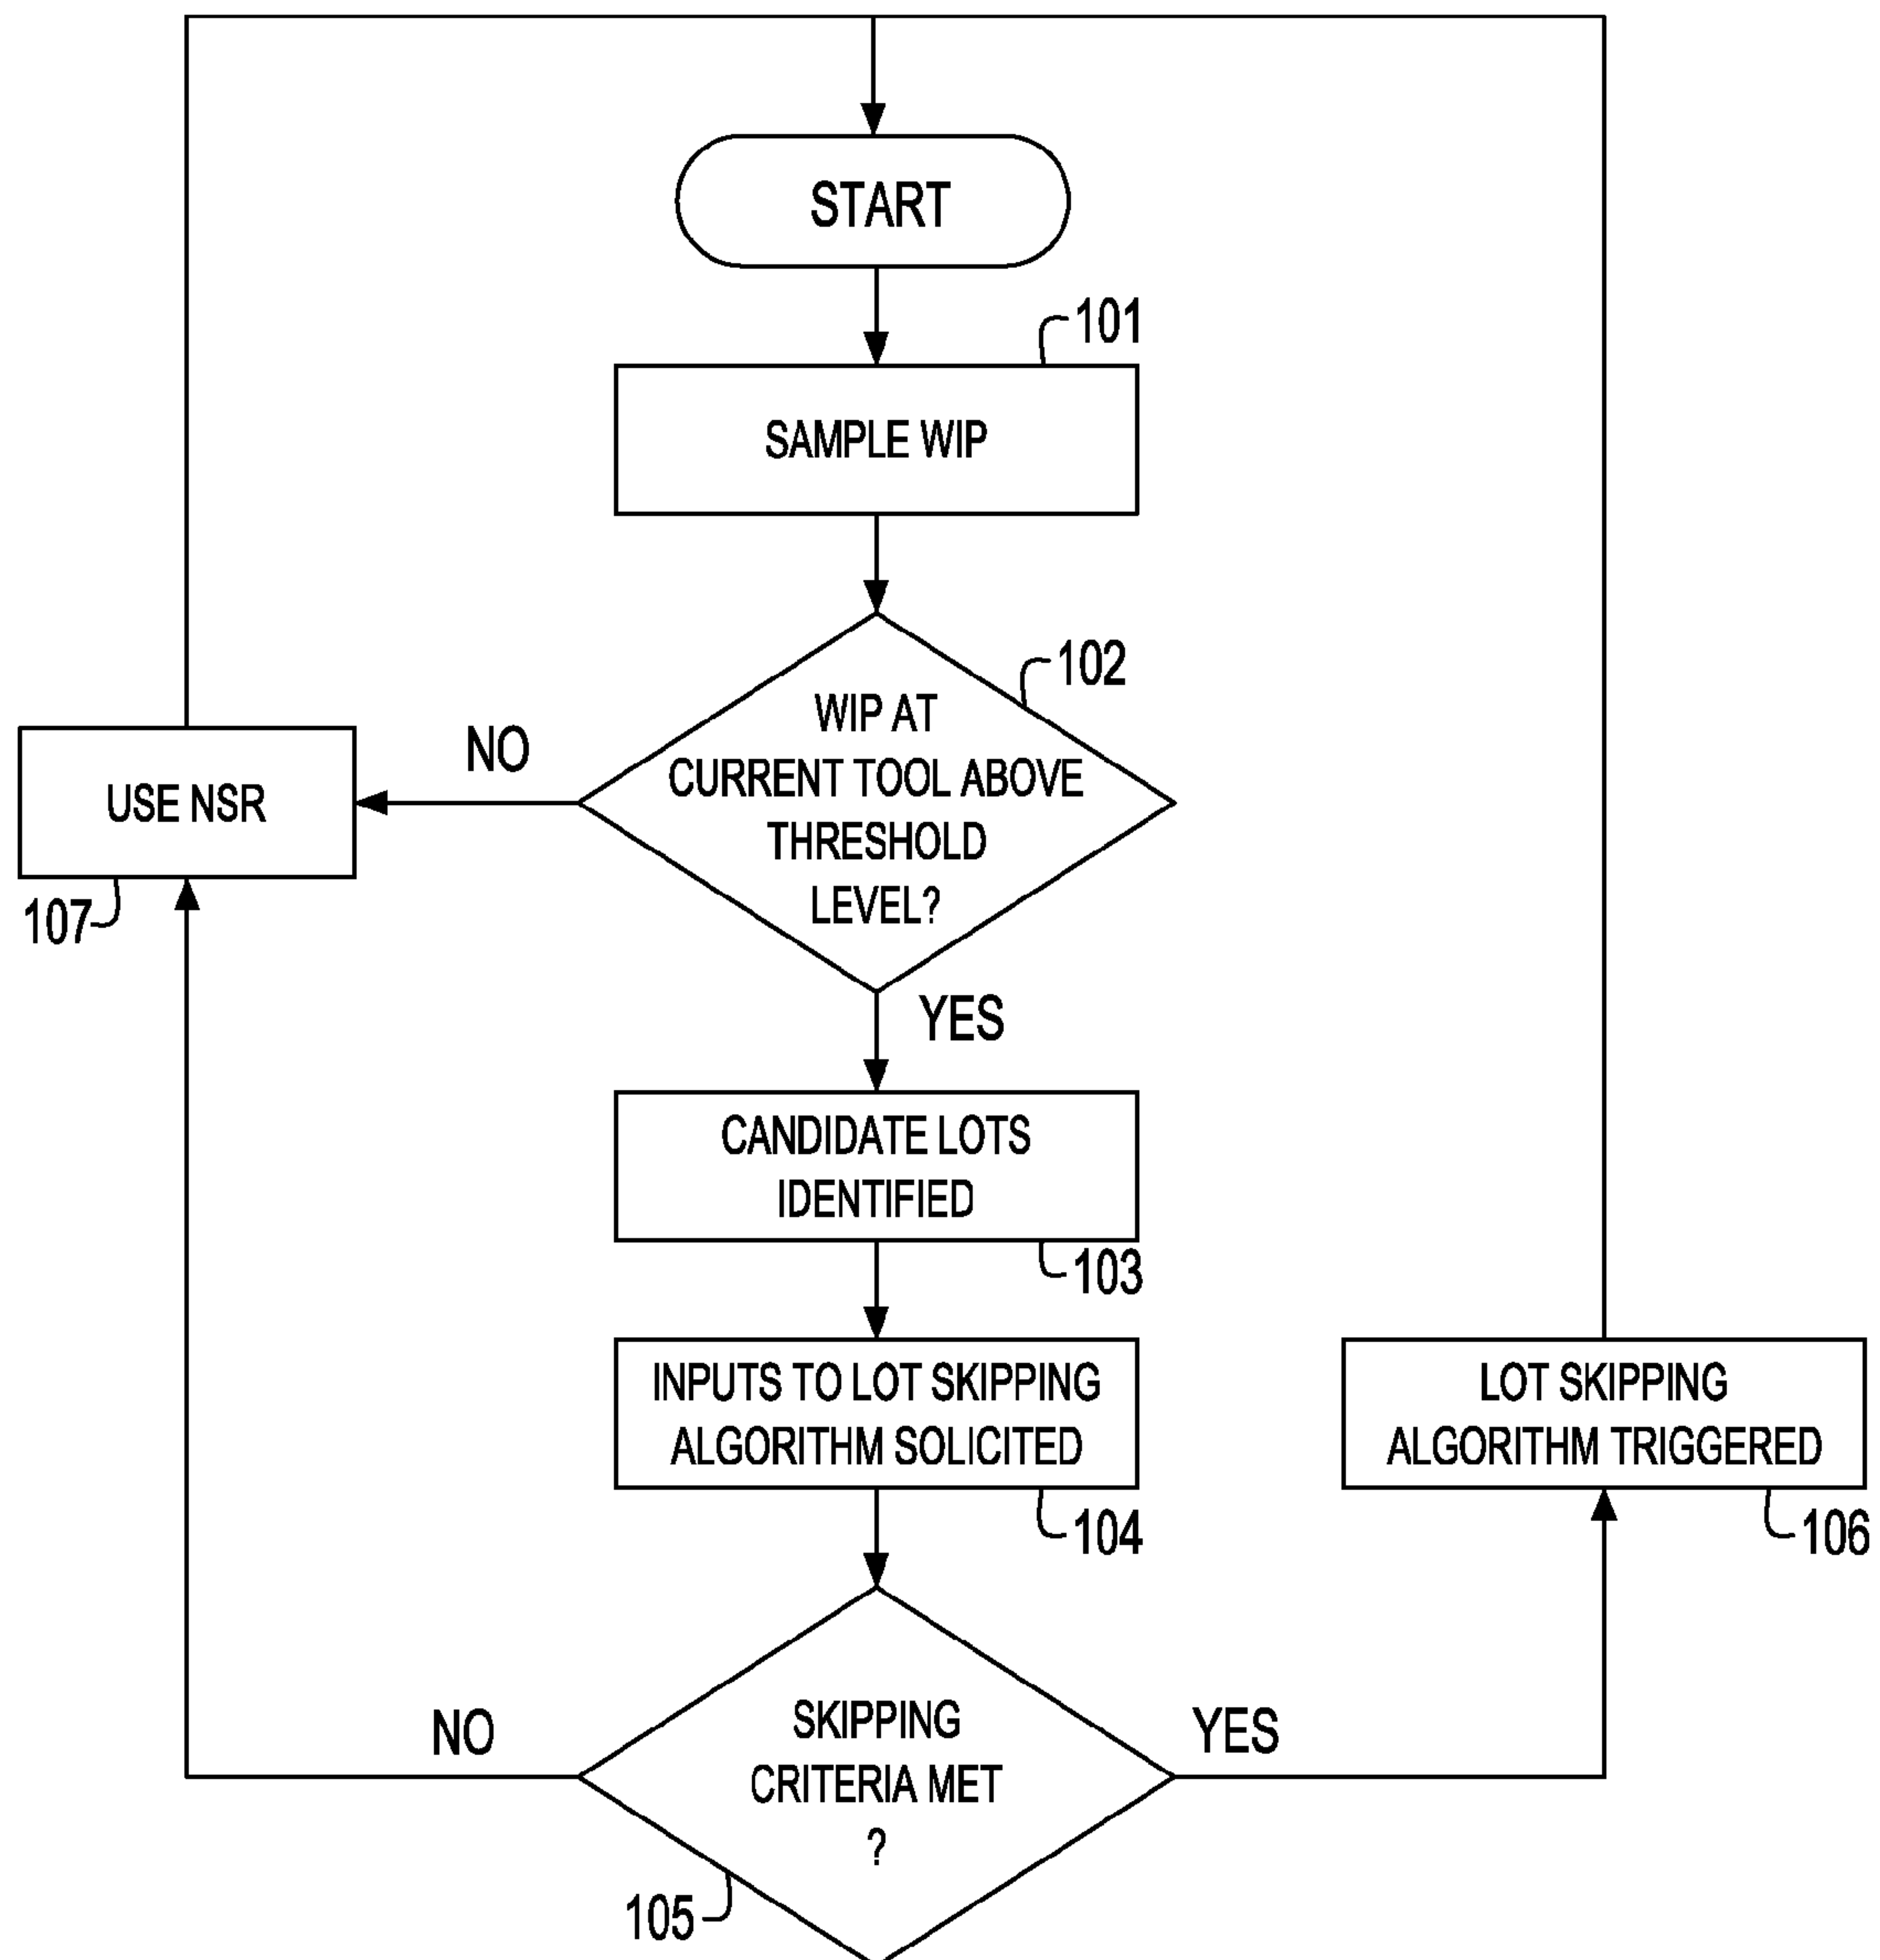 START
101
SAMPLE WIP
102
WIP AT
CURRENT TOOL ABOVE
THRESHOLD
LEVEL?
NO
USE NSR
107
YES
CANDIDATE LOTS
IDENTIFIED
103
INPUTS TO LOT SKIPPING
ALGORITHM SOLICITED
104
LOT SKIPPING
ALGORITHM TRIGGERED
106
NO
SKIPPING
CRITERIA MET
?
YES
105